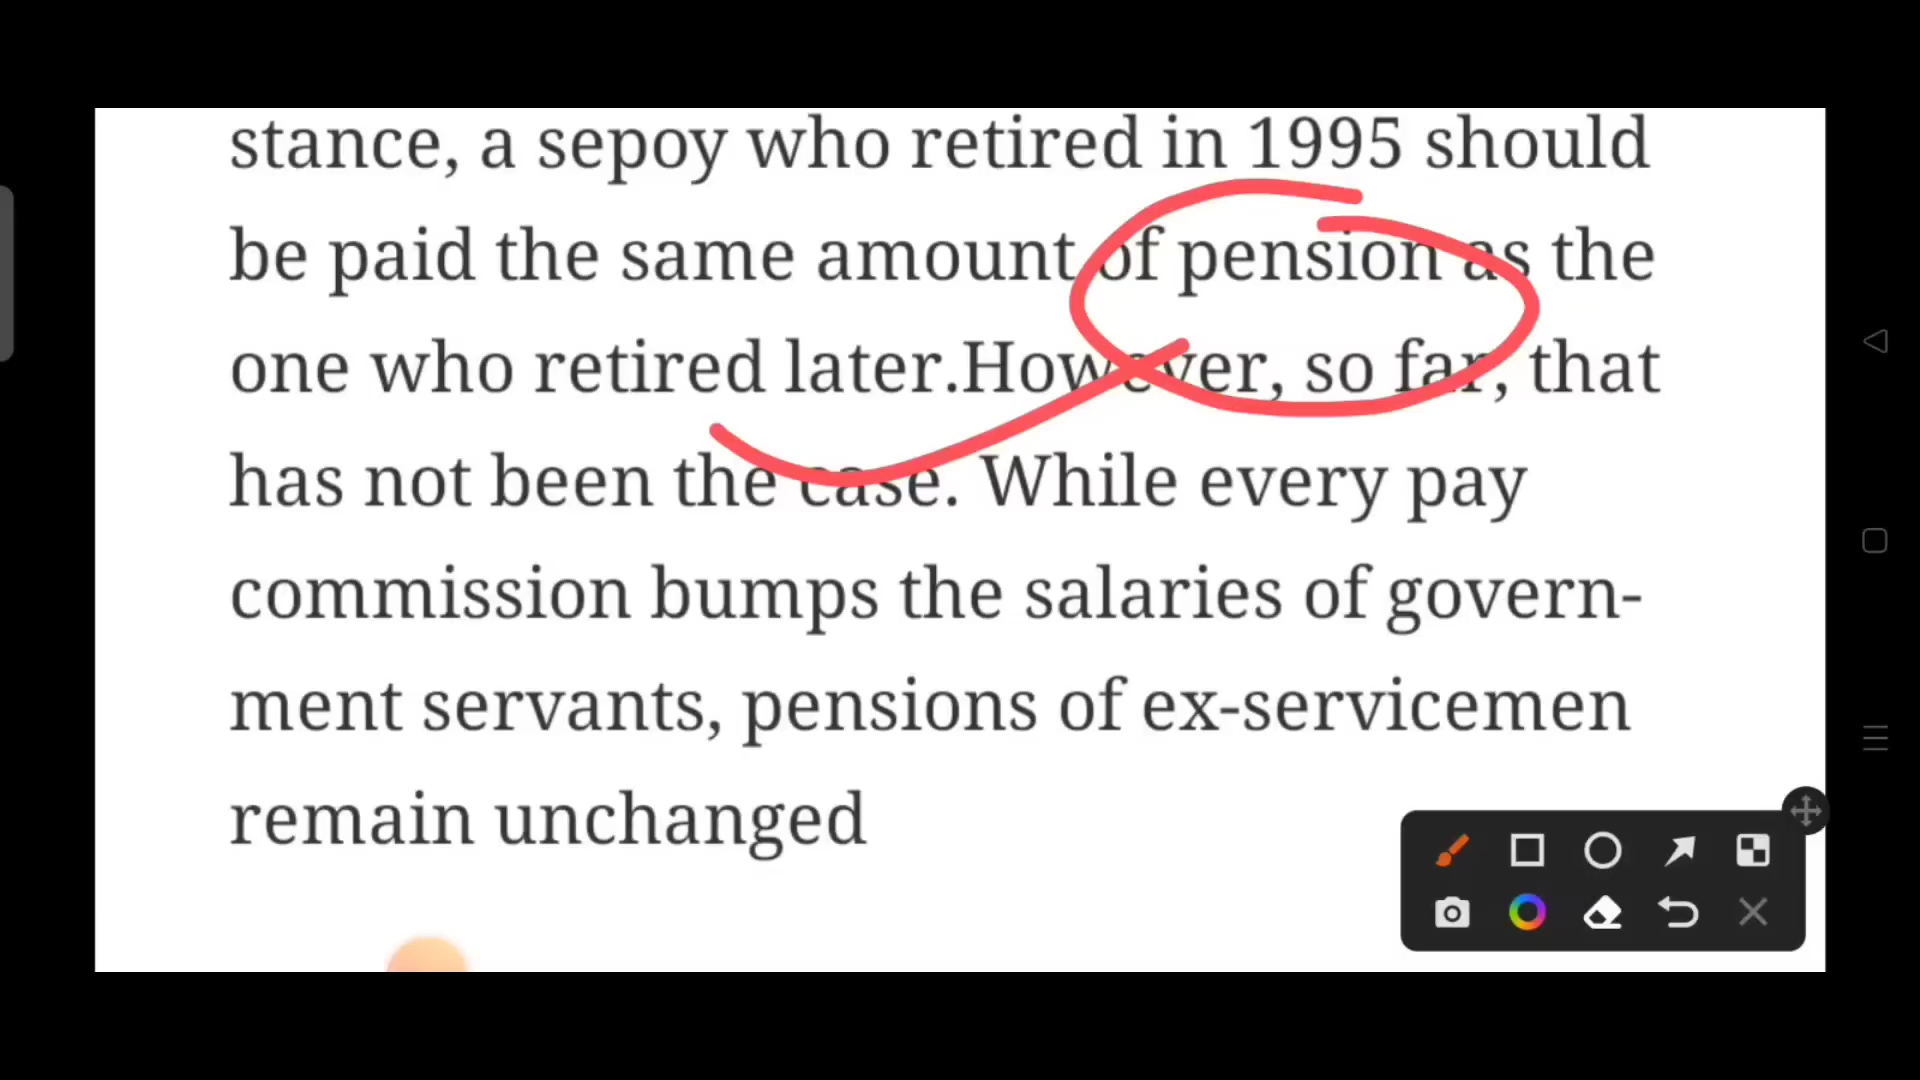 stance, a sepoy who retired in 1995 should
be paid the same amount of pension as the
one who retired later.However, so far, that
has not been the case. While every pay
commission bumps the salaries of govern-
ment servants, pensions of ex-servicemen
remain unchanged